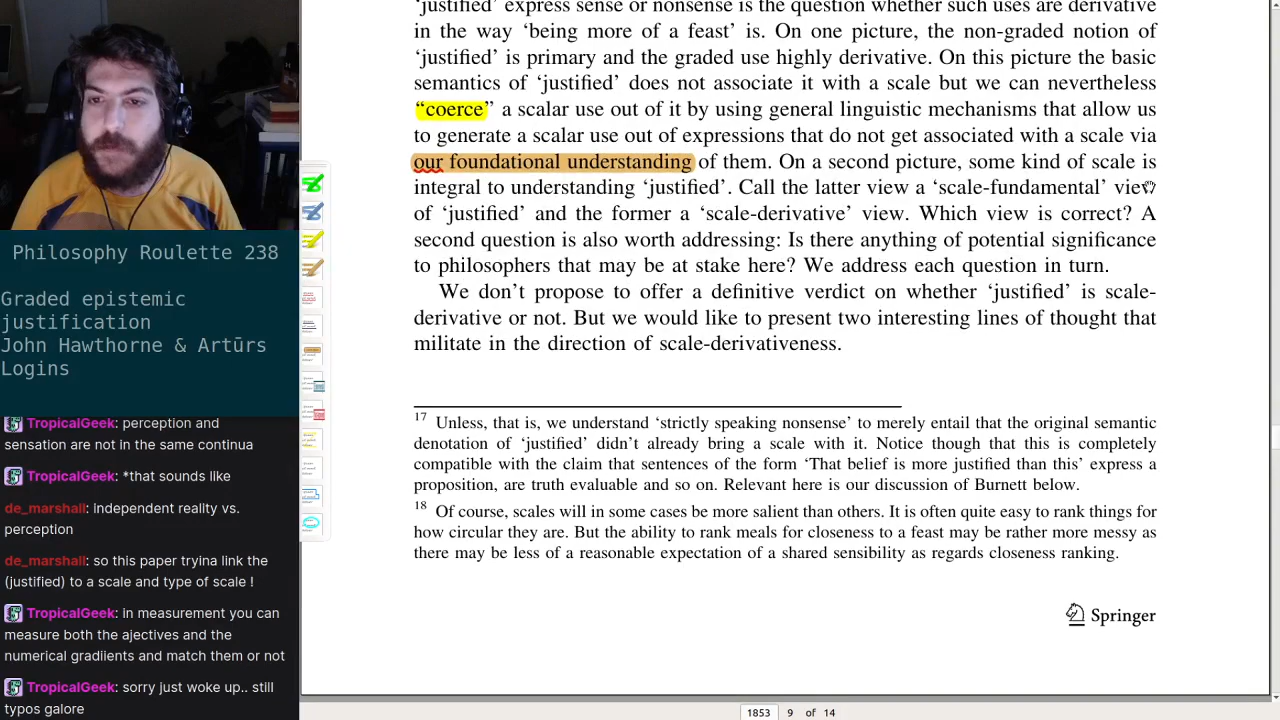 'justified' express sense or nonsense is the question whether such uses are derivative
in the way 'being more of a feast' is. On one picture, the non-graded notion of
'justified' is primary and the graded use highly derivative. On this picture the basic
semantics of 'justified' does not associate it with a scale but we can nevertheless
“coerce” a scalar use out of it by using general linguistic mechanisms that allow us
to generate a scalar use out of expressions that do not get associated with a scale via
our foundational understanding of them. On a second picture, some kind of scale is
integral to understanding 'justified'. Call the latter view a 'scale-fundamental' view
of 'justified' and the former a 'scale-derivative' view. Which view is correct? A
second question is also worth addressing: Is there anything of potential significance
to philosophers that may be at stake here? We address each question in turn.
We don't propose to offer a definitive verdict on whether 'justified' is scale-
derivative or not. But we would like to present two interesting lines of thought that
militate in the direction of scale-derivativeness.
17 Unless, that is, we understand 'strictly speaking nonsense' to merely entail that the original semantic
denotation of 'justified' didn't already bring a scale with it. Note though that this is completely
compatible with the claim that sentences of the form 'That belief is more justified than this' express a
proposition, are truth evaluable and so on. Relevant here is our discussion of Bennett below.
18 Of course, scales will in some cases be more salient than others. It is often quite easy to rank things for
how circular they are. But the ability to rank meals for closeness to a feast may be rather more messy as
there may be less of a reasonable expectation of a shared sensibility as regards closeness ranking.
Springer
1853 9 of 14
Philosophy Roulette 238
Graded epistemic
justification
John Hawthorne & Artūrs
Logins
TropicalGeek: perception and
sensation are not in the same continua
TropicalGeek: *that sounds like
de_marshall: Independent reality vs.
perception
de_marshall: so this paper tryina link the
(justified) to a scale and type of scale !
TropicalGeek: in measurement you can
measure both the ajectives and the
numerical gradiients and match them or not
TropicalGeek: sorry just woke up.. still
typos galore